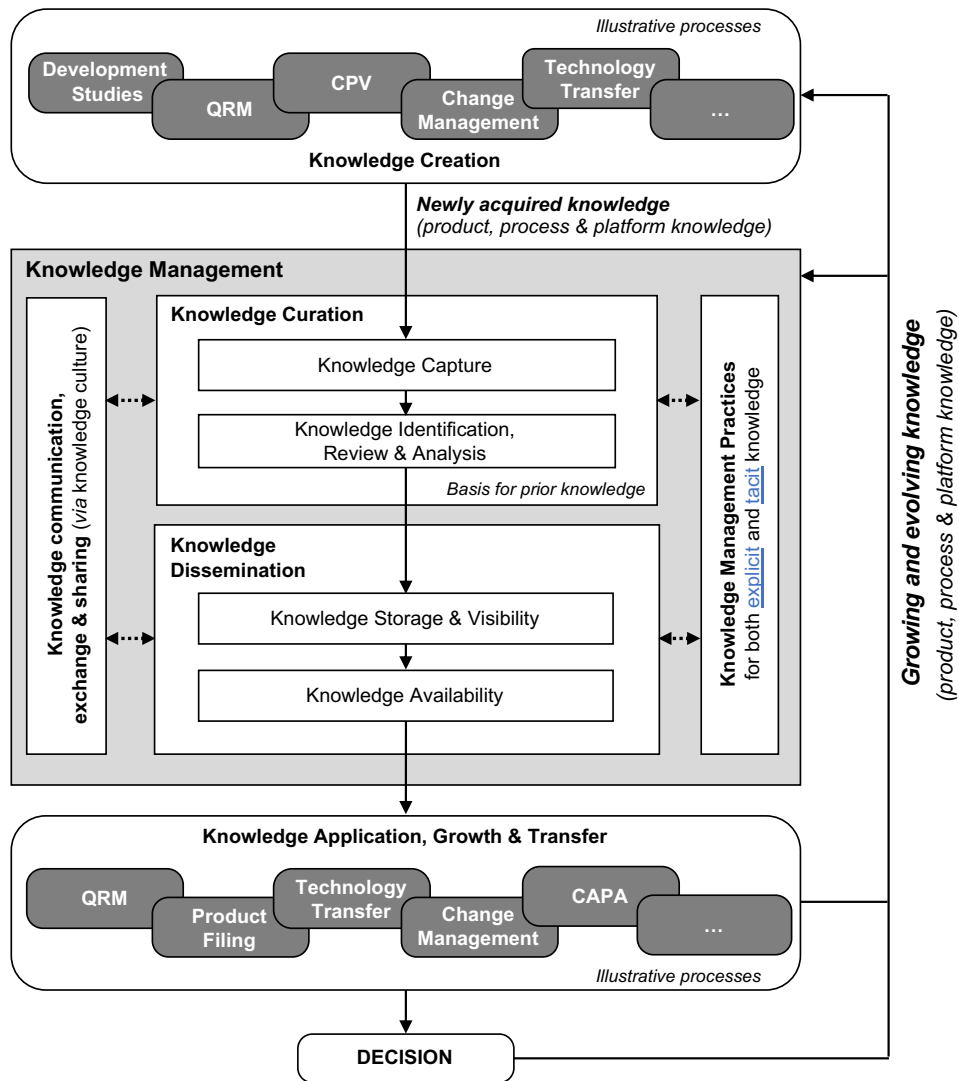 Illustrative processes
Development
Studies
QRM
CPV
Change
Management
Technology
Transfer
...
Knowledge Creation
Newly acquired knowledge
(product, process & platform knowledge)
Knowledge Management
Knowledge communication,
exchange & sharing (via knowledge culture)
Knowledge Curation
Knowledge Capture
Knowledge Identification,
Review & Analysis
Basis for prior knowledge
Knowledge
Dissemination
Knowledge Storage & Visibility
Knowledge Availability
Knowledge Management Practices
for both explicit and tacit knowledge
Growing and evolving knowledge
(product, process & platform knowledge)
Knowledge Application, Growth & Transfer
QRM
Product
Filing
Technology
Transfer
Change
Management
CAPA
...
Illustrative processes
DECISION